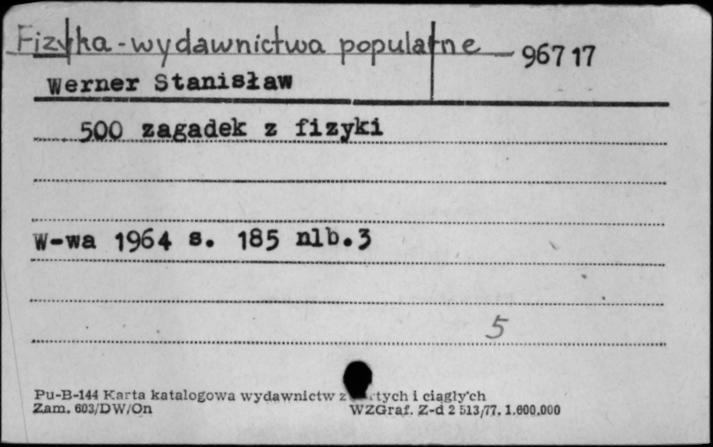 Fizyka - wydawnictwa popularne 96717
Werner Stanisław
500 zagadek z fizyki
W-wa 1964 s. 185 nlb.3
5
Pu-B-144 Karta katalogowa wydawnictw i ciągłych
Zam. 603/DW/On WZGraf. Z-d 2 513/77. 1.600.000